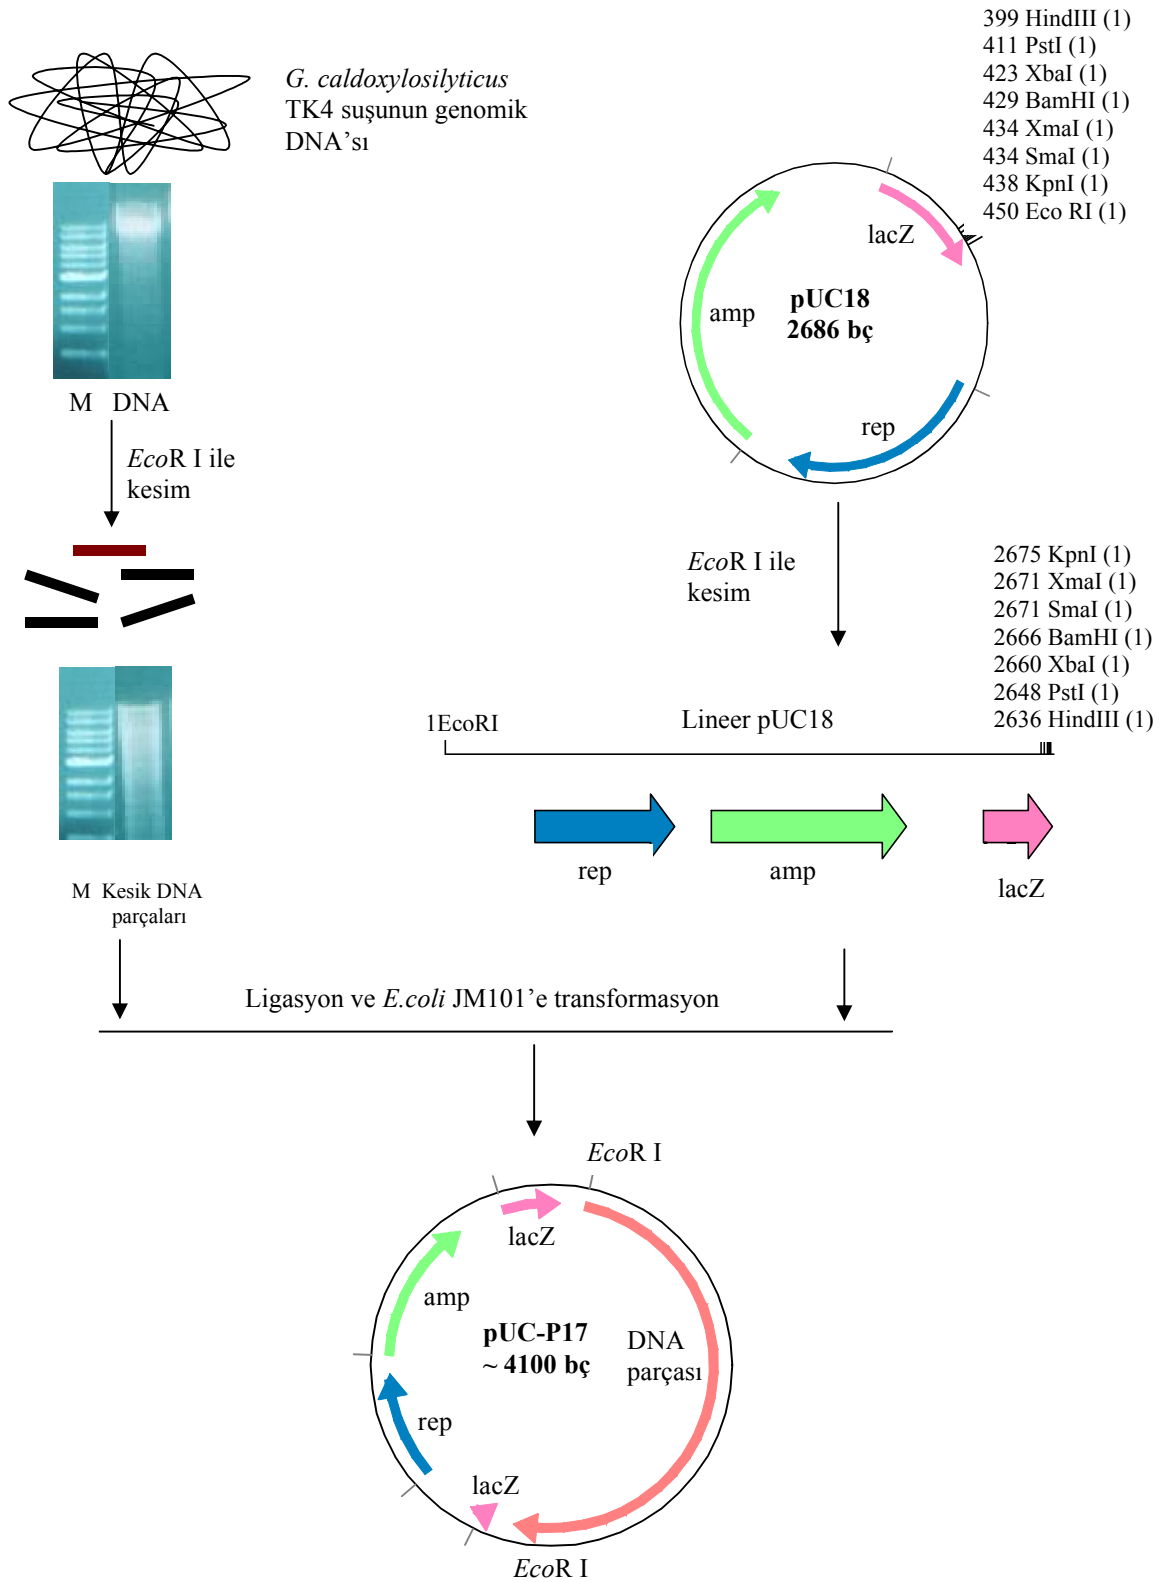 G. caldoxylosilyticus
TK4 suşunun genomik
DNA’sı
M DNA
EcoR I ile
kesim
M Kesik DNA
parçaları
399 HindIII (1)
411 PstI (1)
423 XbaI (1)
429 BamHI (1)
434 XmaI (1)
434 SmaI (1)
438 KpnI (1)
450 Eco RI (1)
lacZ
amp
pUC18
2686 bç
rep
EcoR I ile
kesim
2675 KpnI (1)
2671 XmaI (1)
2671 SmaI (1)
2666 BamHI (1)
2660 XbaI (1)
2648 PstI (1)
2636 HindIII (1)
1EcoRI
Lineer pUC18
rep
amp
lacZ
Ligasyon ve E.coli JM101’e transformasyon
EcoR I
lacZ
amp
pUC-P17
~ 4100 bç
DNA
parçası
rep
lacZ
EcoR I